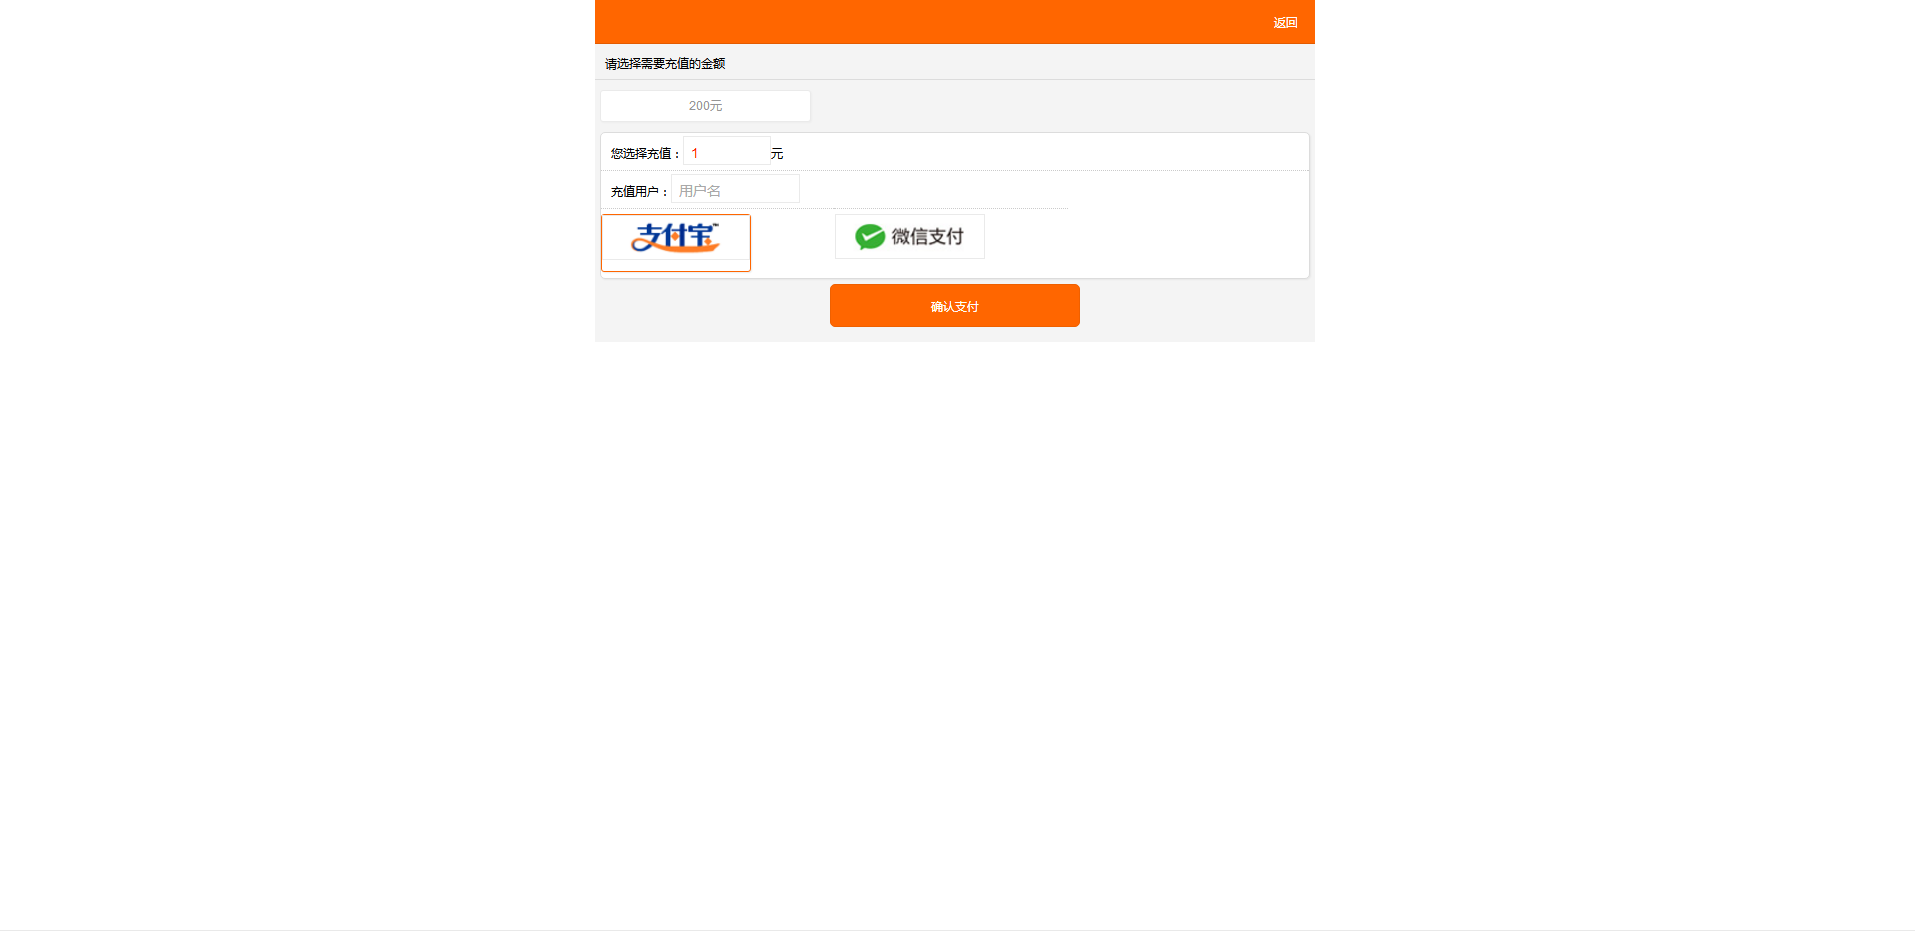 返回
请选择需要充值的金额
200元
您选择充值：1元
充值用户：用户名
支付宝™ 微信支付
确认支付